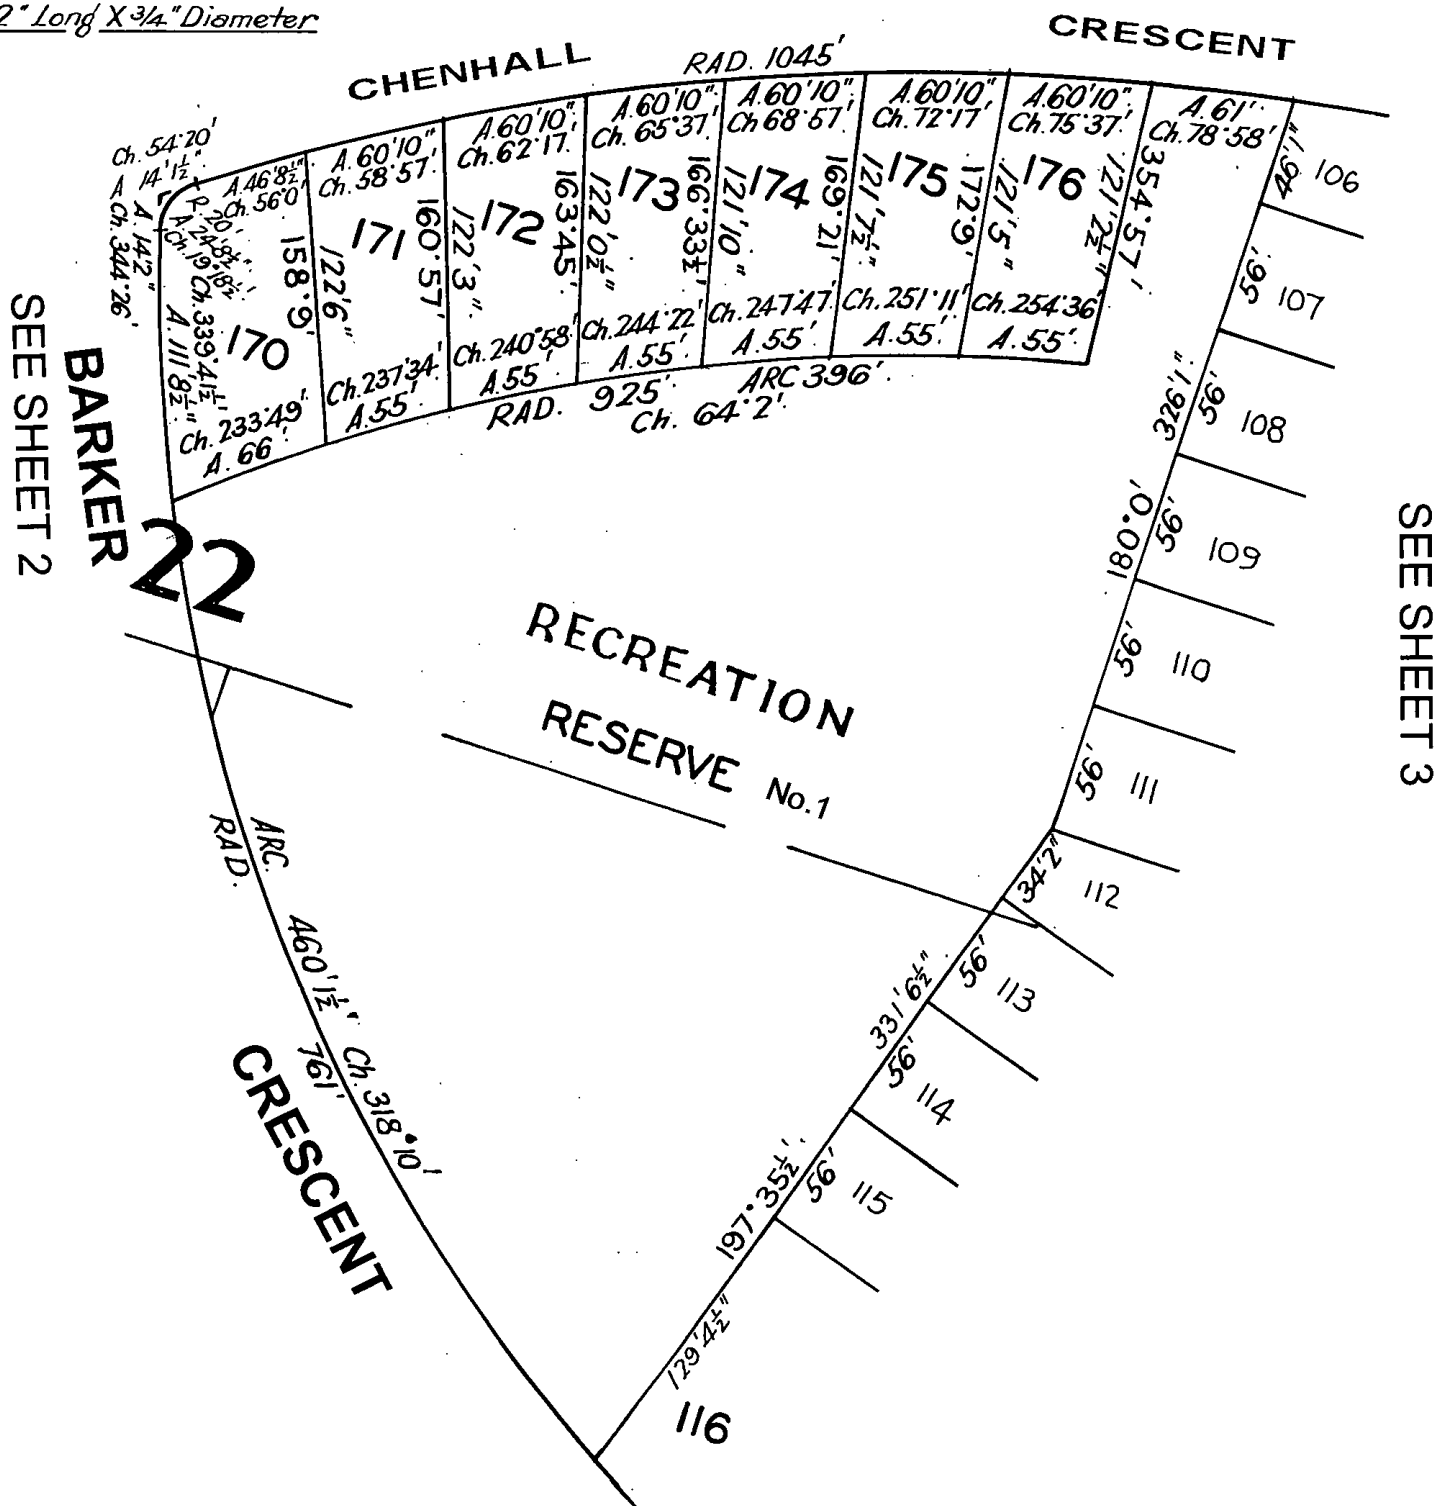 2" Long X 3/4" Diameter
CHENHALL
RAD. 1045'
CRESCENT
Ch. 54°20'
A 14'1½"
A. 14'2"
Ch. 344°26'
A. 46'8½"
Ch. 56°0'
R. 20'
A. 24'8½"
Ch. 19°18½'
Ch. 339°41½'
A. 111'8½"
158°9'
170
Ch. 233°49'
A. 66'
A. 60'10"
Ch. 58°57'
171
160°57'
122'6"
Ch. 237°34'
A. 55'
A. 60'10"
Ch. 62°17'
172
163°45'
122'3"
Ch. 240°58'
A. 55'
A. 60'10"
Ch. 65°37'
173
166°33½'
122'0½"
Ch. 244°22'
A. 55'
A. 60'10"
Ch 68°57'
174
169°21'
121'10"
Ch. 247°47'
A. 55'
A. 60'10"
Ch. 72°17'
175
172°9'
121'7½"
Ch. 251°11'
A. 55'
A. 60'10"
Ch. 75°37'
176
121'5"
121'2¼"
354°57'
Ch. 254°36'
A. 55'
A. 61'
Ch. 78°58'
46'1"
106
56'
107
326'1"
56'
108
180°0'
56'
109
56'
110
56'
111
34'2"
112
RAD. 925'
ARC 396'
Ch. 64°2'
SEE SHEET 2
BARKER
22
RECREATION
RESERVE No.1
SEE SHEET 3
331'6½"
56'
113
56'
114
197°35½'
56'
115
129'4½"
116
ARC. 460'1½" Ch. 318°10'
RAD. 761'
CRESCENT